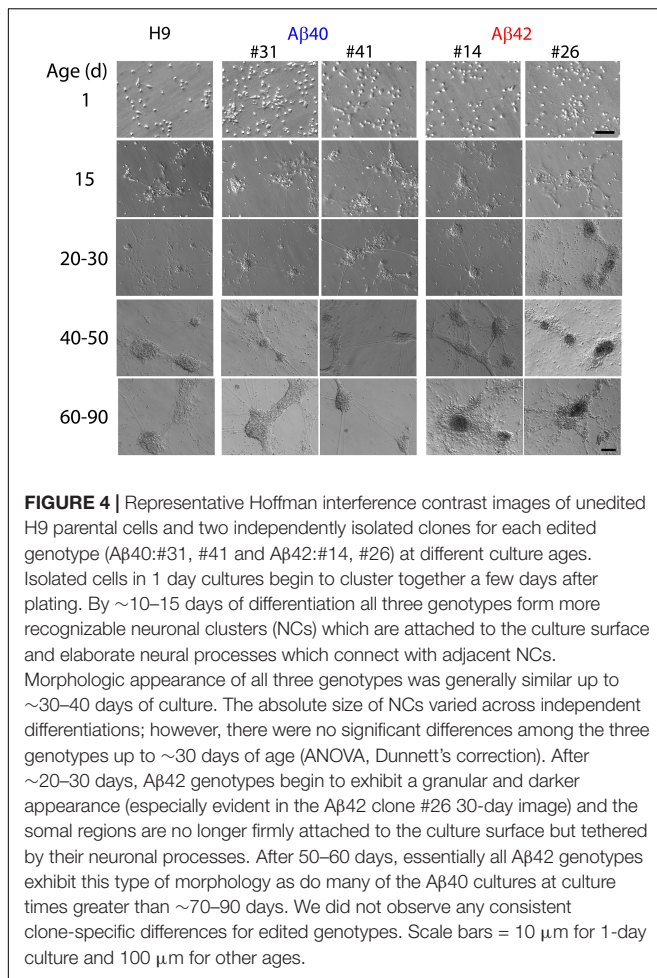 H9 Aβ40 Aβ42
#31 #41 #14 #26
Age (d)
1
15
20-30
40-50
60-90
FIGURE 4 | Representative Hoffman interference contrast images of unedited
H9 parental cells and two independently isolated clones for each edited
genotype (Aβ40:#31, #41 and Aβ42:#14, #26) at different culture ages.
Isolated cells in 1 day cultures begin to cluster together a few days after
plating. By ∼10–15 days of differentiation all three genotypes form more
recognizable neuronal clusters (NCs) which are attached to the culture surface
and elaborate neural processes which connect with adjacent NCs.
Morphologic appearance of all three genotypes was generally similar up to
∼30–40 days of culture. The absolute size of NCs varied across independent
differentiations; however, there were no significant differences among the three
genotypes up to ∼30 days of age (ANOVA, Dunnett's correction). After
∼20–30 days, Aβ42 genotypes begin to exhibit a granular and darker
appearance (especially evident in the Aβ42 clone #26 30-day image) and the
somal regions are no longer firmly attached to the culture surface but tethered
by their neuronal processes. After 50–60 days, essentially all Aβ42 genotypes
exhibit this type of morphology as do many of the Aβ40 cultures at culture
times greater than ∼70–90 days. We did not observe any consistent
clone-specific differences for edited genotypes. Scale bars = 10 μm for 1-day
culture and 100 μm for other ages.